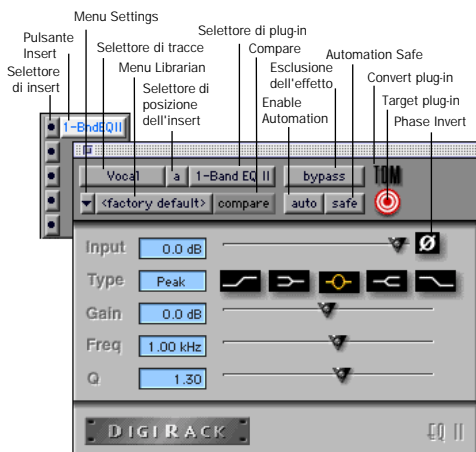 Menu Settings
Pulsante
Insert
Selettore di plug-in
Selettore di tracce
Compare
Automation Safe
Selettore
di insert
Menu Librarian
Esclusione
dell'effetto
Convert plug-in
Selettore di
posizione
dell'insert
Enable
Automation
Target plug-in
Phase Invert
1-BndEQII
Vocal
a
1-Band EQ II
bypass
TDM
<factory default>
compare
auto
safe
Input
0.0 dB
Ø
Type
Peak
Gain
0.0 dB
Freq
1.00 kHz
Q
1.30
DIGIRACK
EQ II